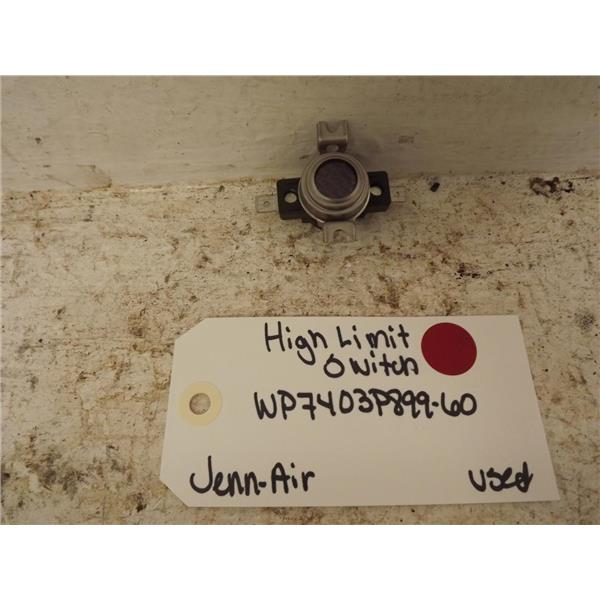 High Limit
Switch
WP7403P899-60
Jenn-Air
used